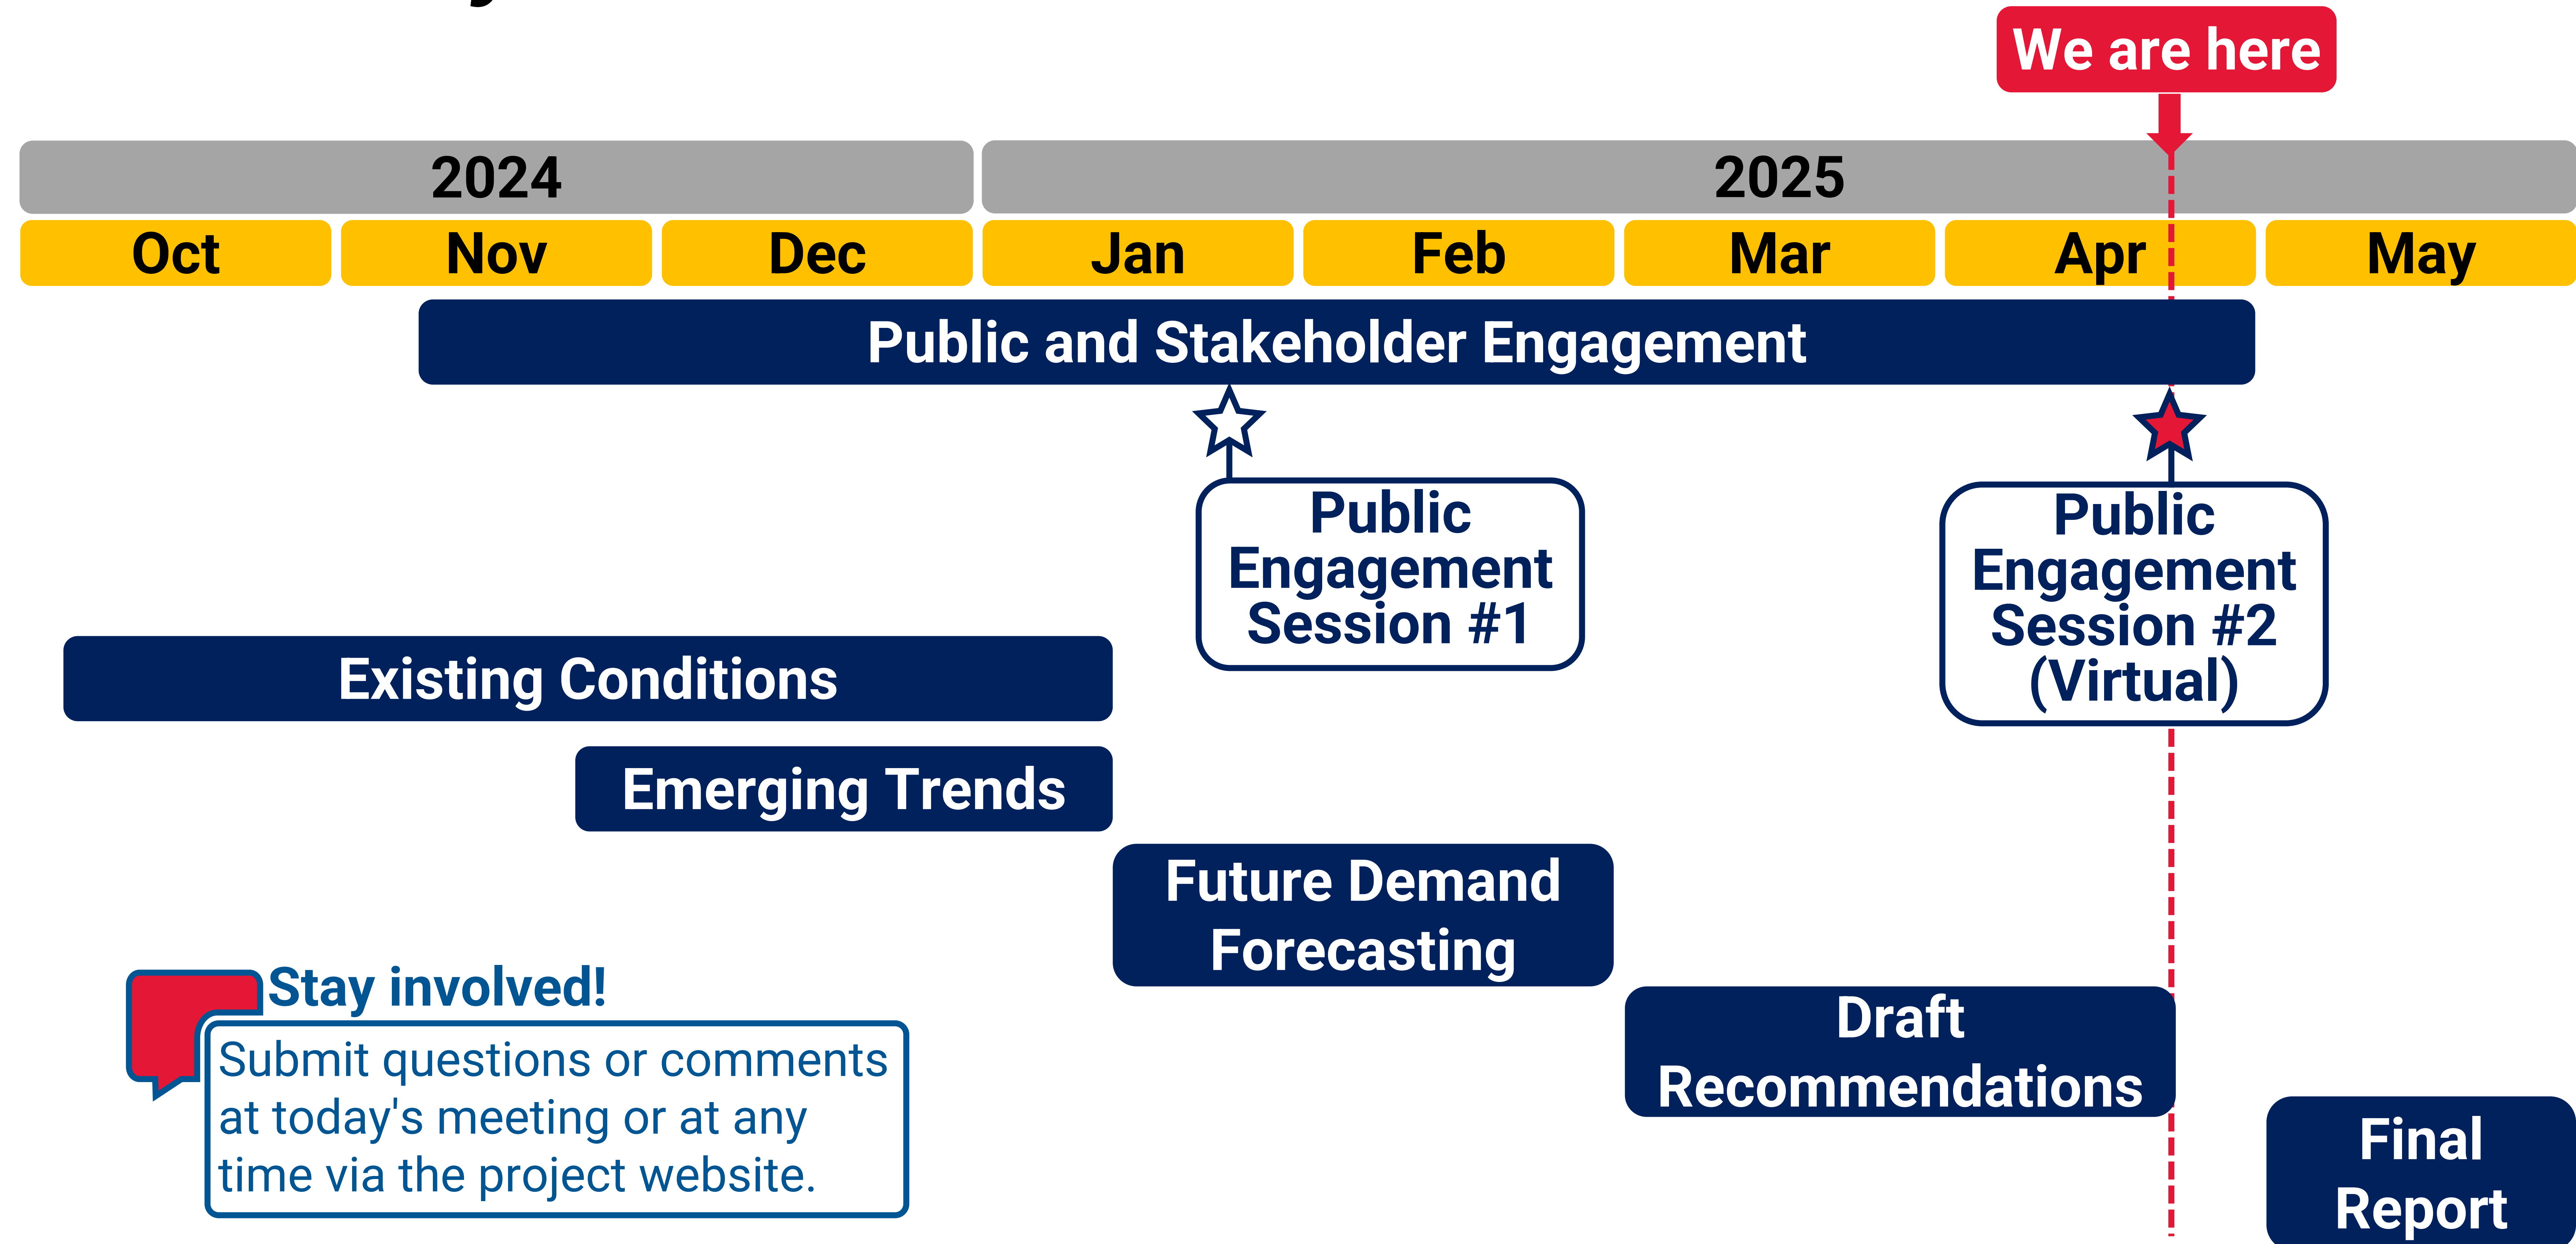 We are here
2024
2025
Oct
Nov
Dec
Jan
Feb
Mar
Apr
May
Public and Stakeholder Engagement
Public
Engagement
Session #1
Public
Engagement
Session #2
(Virtual)
Existing Conditions
Emerging Trends
Future Demand
Forecasting
Draft
Recommendations
Final
Report
Stay involved!
Submit questions or comments
at today's meeting or at any
time via the project website.